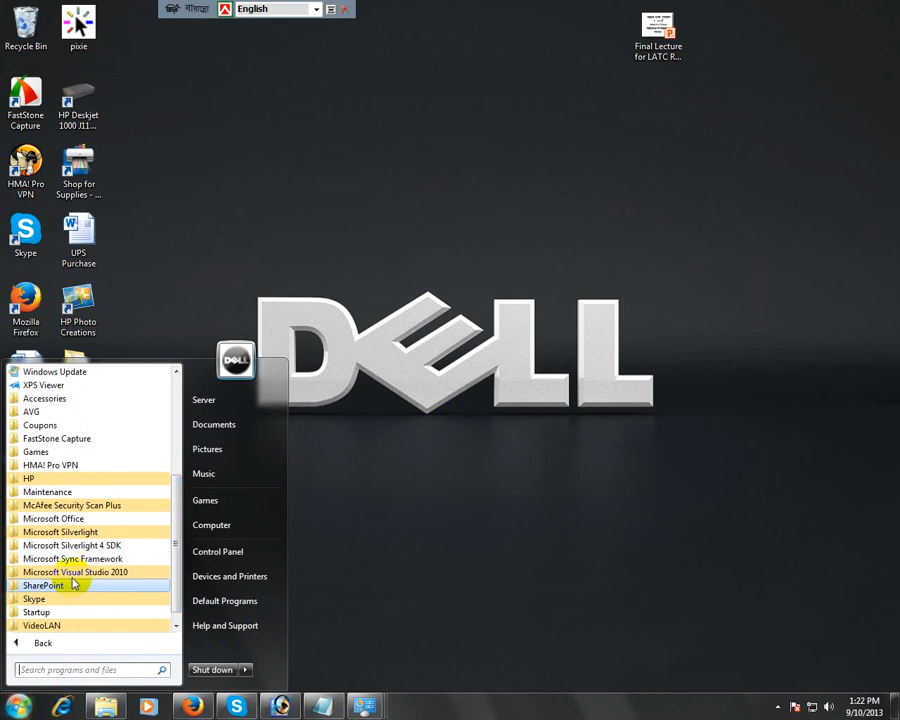 বাংলা English
Recycle Bin
pixie
FastStone
Capture
HP Deskjet
1000 J11...
HMA! Pro
VPN
Shop for
Supplies - ...
Skype
UPS
Purchase
Mozilla
Firefox
HP Photo
Creations
Final Lecture
for LATC R...
DELL
DELL
Windows Update
XPS Viewer
Accessories
AVG
Coupons
FastStone Capture
Games
HMA! Pro VPN
HP
Maintenance
McAfee Security Scan Plus
Microsoft Office
Microsoft Silverlight
Microsoft Silverlight 4 SDK
Microsoft Sync Framework
Microsoft Visual Studio 2010
SharePoint
Skype
Startup
VideoLAN
Back
Search programs and files
Server
Documents
Pictures
Music
Games
Computer
Control Panel
Devices and Printers
Default Programs
Help and Support
Shut down
1:22 PM
9/10/2013